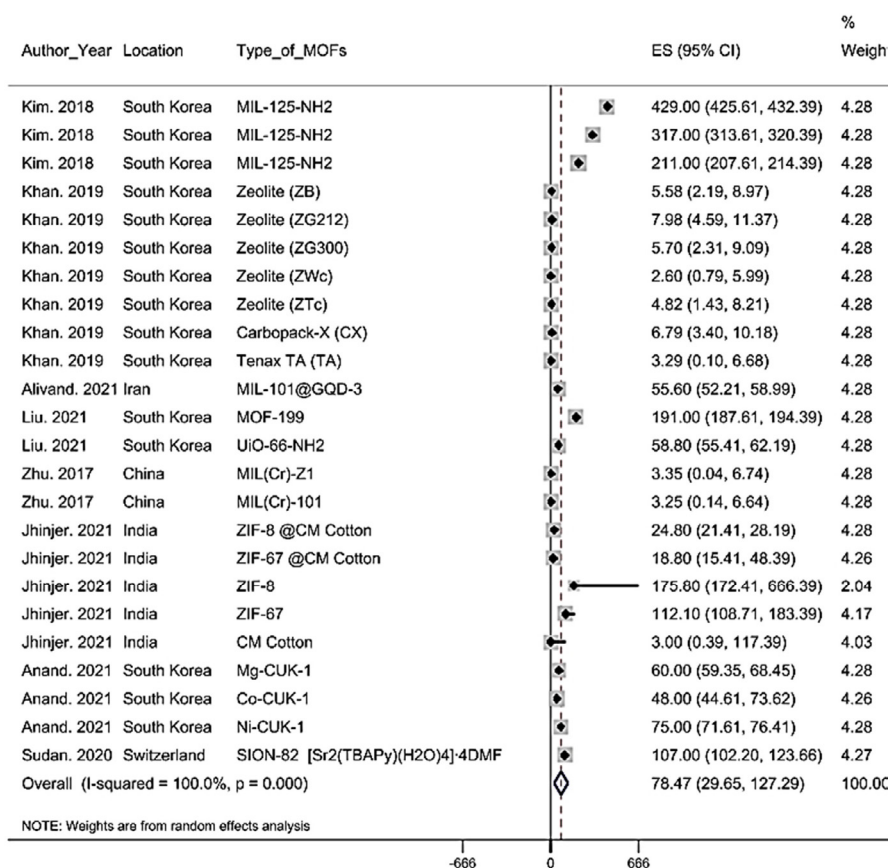 %
Author_Year Location Type_of_MOFs ES (95% CI) Weight
Kim. 2018 South Korea MIL-125-NH2 429.00 (425.61, 432.39) 4.28
Kim. 2018 South Korea MIL-125-NH2 317.00 (313.61, 320.39) 4.28
Kim. 2018 South Korea MIL-125-NH2 211.00 (207.61, 214.39) 4.28
Khan. 2019 South Korea Zeolite (ZB) 5.58 (2.19, 8.97) 4.28
Khan. 2019 South Korea Zeolite (ZG212) 7.98 (4.59, 11.37) 4.28
Khan. 2019 South Korea Zeolite (ZG300) 5.70 (2.31, 9.09) 4.28
Khan. 2019 South Korea Zeolite (ZWc) 2.60 (0.79, 5.99) 4.28
Khan. 2019 South Korea Zeolite (ZTc) 4.82 (1.43, 8.21) 4.28
Khan. 2019 South Korea Carbopack-X (CX) 6.79 (3.40, 10.18) 4.28
Khan. 2019 South Korea Tenax TA (TA) 3.29 (0.10, 6.68) 4.28
Alivand. 2021 Iran MIL-101@GQD-3 55.60 (52.21, 58.99) 4.28
Liu. 2021 South Korea MOF-199 191.00 (187.61, 194.39) 4.28
Liu. 2021 South Korea UiO-66-NH2 58.80 (55.41, 62.19) 4.28
Zhu. 2017 China MIL(Cr)-Z1 3.35 (0.04, 6.74) 4.28
Zhu. 2017 China MIL(Cr)-101 3.25 (0.14, 6.64) 4.28
Jhinjer. 2021 India ZIF-8 @CM Cotton 24.80 (21.41, 28.19) 4.28
Jhinjer. 2021 India ZIF-67 @CM Cotton 18.80 (15.41, 48.39) 4.26
Jhinjer. 2021 India ZIF-8 175.80 (172.41, 666.39) 2.04
Jhinjer. 2021 India ZIF-67 112.10 (108.71, 183.39) 4.17
Jhinjer. 2021 India CM Cotton 3.00 (0.39, 117.39) 4.03
Anand. 2021 South Korea Mg-CUK-1 60.00 (59.35, 68.45) 4.28
Anand. 2021 South Korea Co-CUK-1 48.00 (44.61, 73.62) 4.26
Anand. 2021 South Korea Ni-CUK-1 75.00 (71.61, 76.41) 4.28
Sudan. 2020 Switzerland SION-82 [Sr2(TBAPy)(H2O)4]·4DMF 107.00 (102.20, 123.66) 4.27
Overall (I-squared = 100.0%, p = 0.000) 78.47 (29.65, 127.29) 100.00
NOTE: Weights are from random effects analysis
-666 0 666